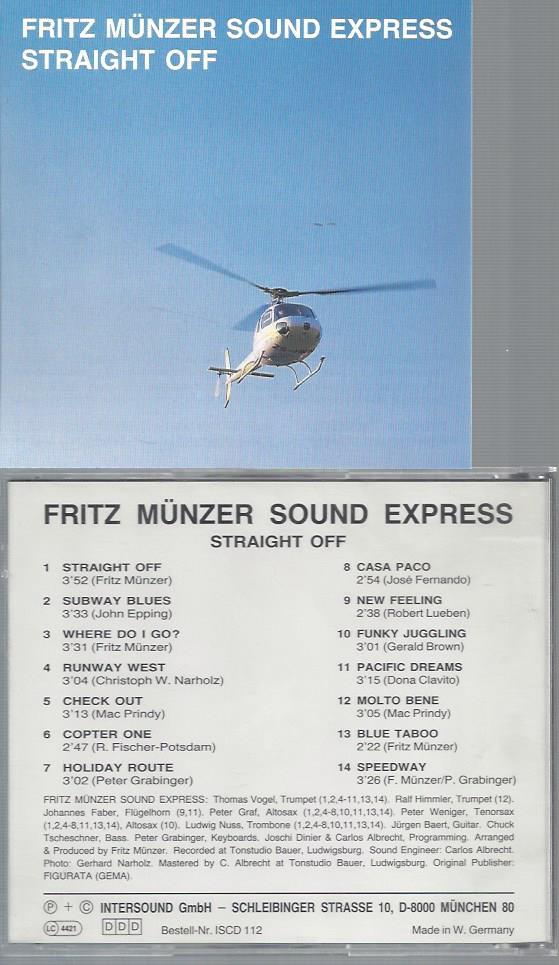 FRITZ MÜNZER SOUND EXPRESS
STRAIGHT OFF
FRITZ MÜNZER SOUND EXPRESS
STRAIGHT OFF
1 STRAIGHT OFF
3'52 (Fritz Münzer)
2 SUBWAY BLUES
3'33 (John Epping)
3 WHERE DO I GO?
3'31 (Fritz Münzer)
4 RUNWAY WEST
3'04 (Christoph W. Narholz)
5 CHECK OUT
3'13 (Mac Prindy)
6 COPTER ONE
2'47 (R. Fischer-Potsdam)
7 HOLIDAY ROUTE
3'02 (Peter Grabinger)
8 CASA PACO
2'54 (José Fernando)
9 NEW FEELING
2'38 (Robert Lueben)
10 FUNKY JUGGLING
3'01 (Gerald Brown)
11 PACIFIC DREAMS
3'15 (Dona Clavito)
12 MOLTO BENE
3'05 (Mac Prindy)
13 BLUE TABOO
2'22 (Fritz Münzer)
14 SPEEDWAY
3'26 (F. Münzer/P. Grabinger)
FRITZ MÜNZER SOUND EXPRESS: Thomas Vogel, Trumpet (1,2,4-11,13,14). Ralf Himmler, Trumpet (12).
Johannes Faber, Flügelhorn (9,11). Peter Graf, Altosax (1,2,4-8,10,11,13,14). Peter Weniger, Tenorsax
(1,2,4-8,11,13,14), Altosax (10). Ludwig Nuss, Trombone (1,2,4-8,10,11,13,14). Jürgen Baert, Guitar. Chuck
Tscheschner, Bass. Peter Grabinger, Keyboards. Joschi Dinier & Carlos Albrecht, Programming. Arranged
& Produced by Fritz Münzer. Recorded at Tonstudio Bauer, Ludwigsburg. Sound Engineer: Carlos Albrecht.
Photo: Gerhard Narholz. Mastered by C. Albrecht at Tonstudio Bauer, Ludwigsburg. Original Publisher:
FIGURATA (GEMA).
Ⓟ + © INTERSOUND GmbH – SCHLEIBINGER STRASSE 10, D-8000 MÜNCHEN 80
LC 4421 DDD Bestell-Nr. ISCD 112 Made in W. Germany